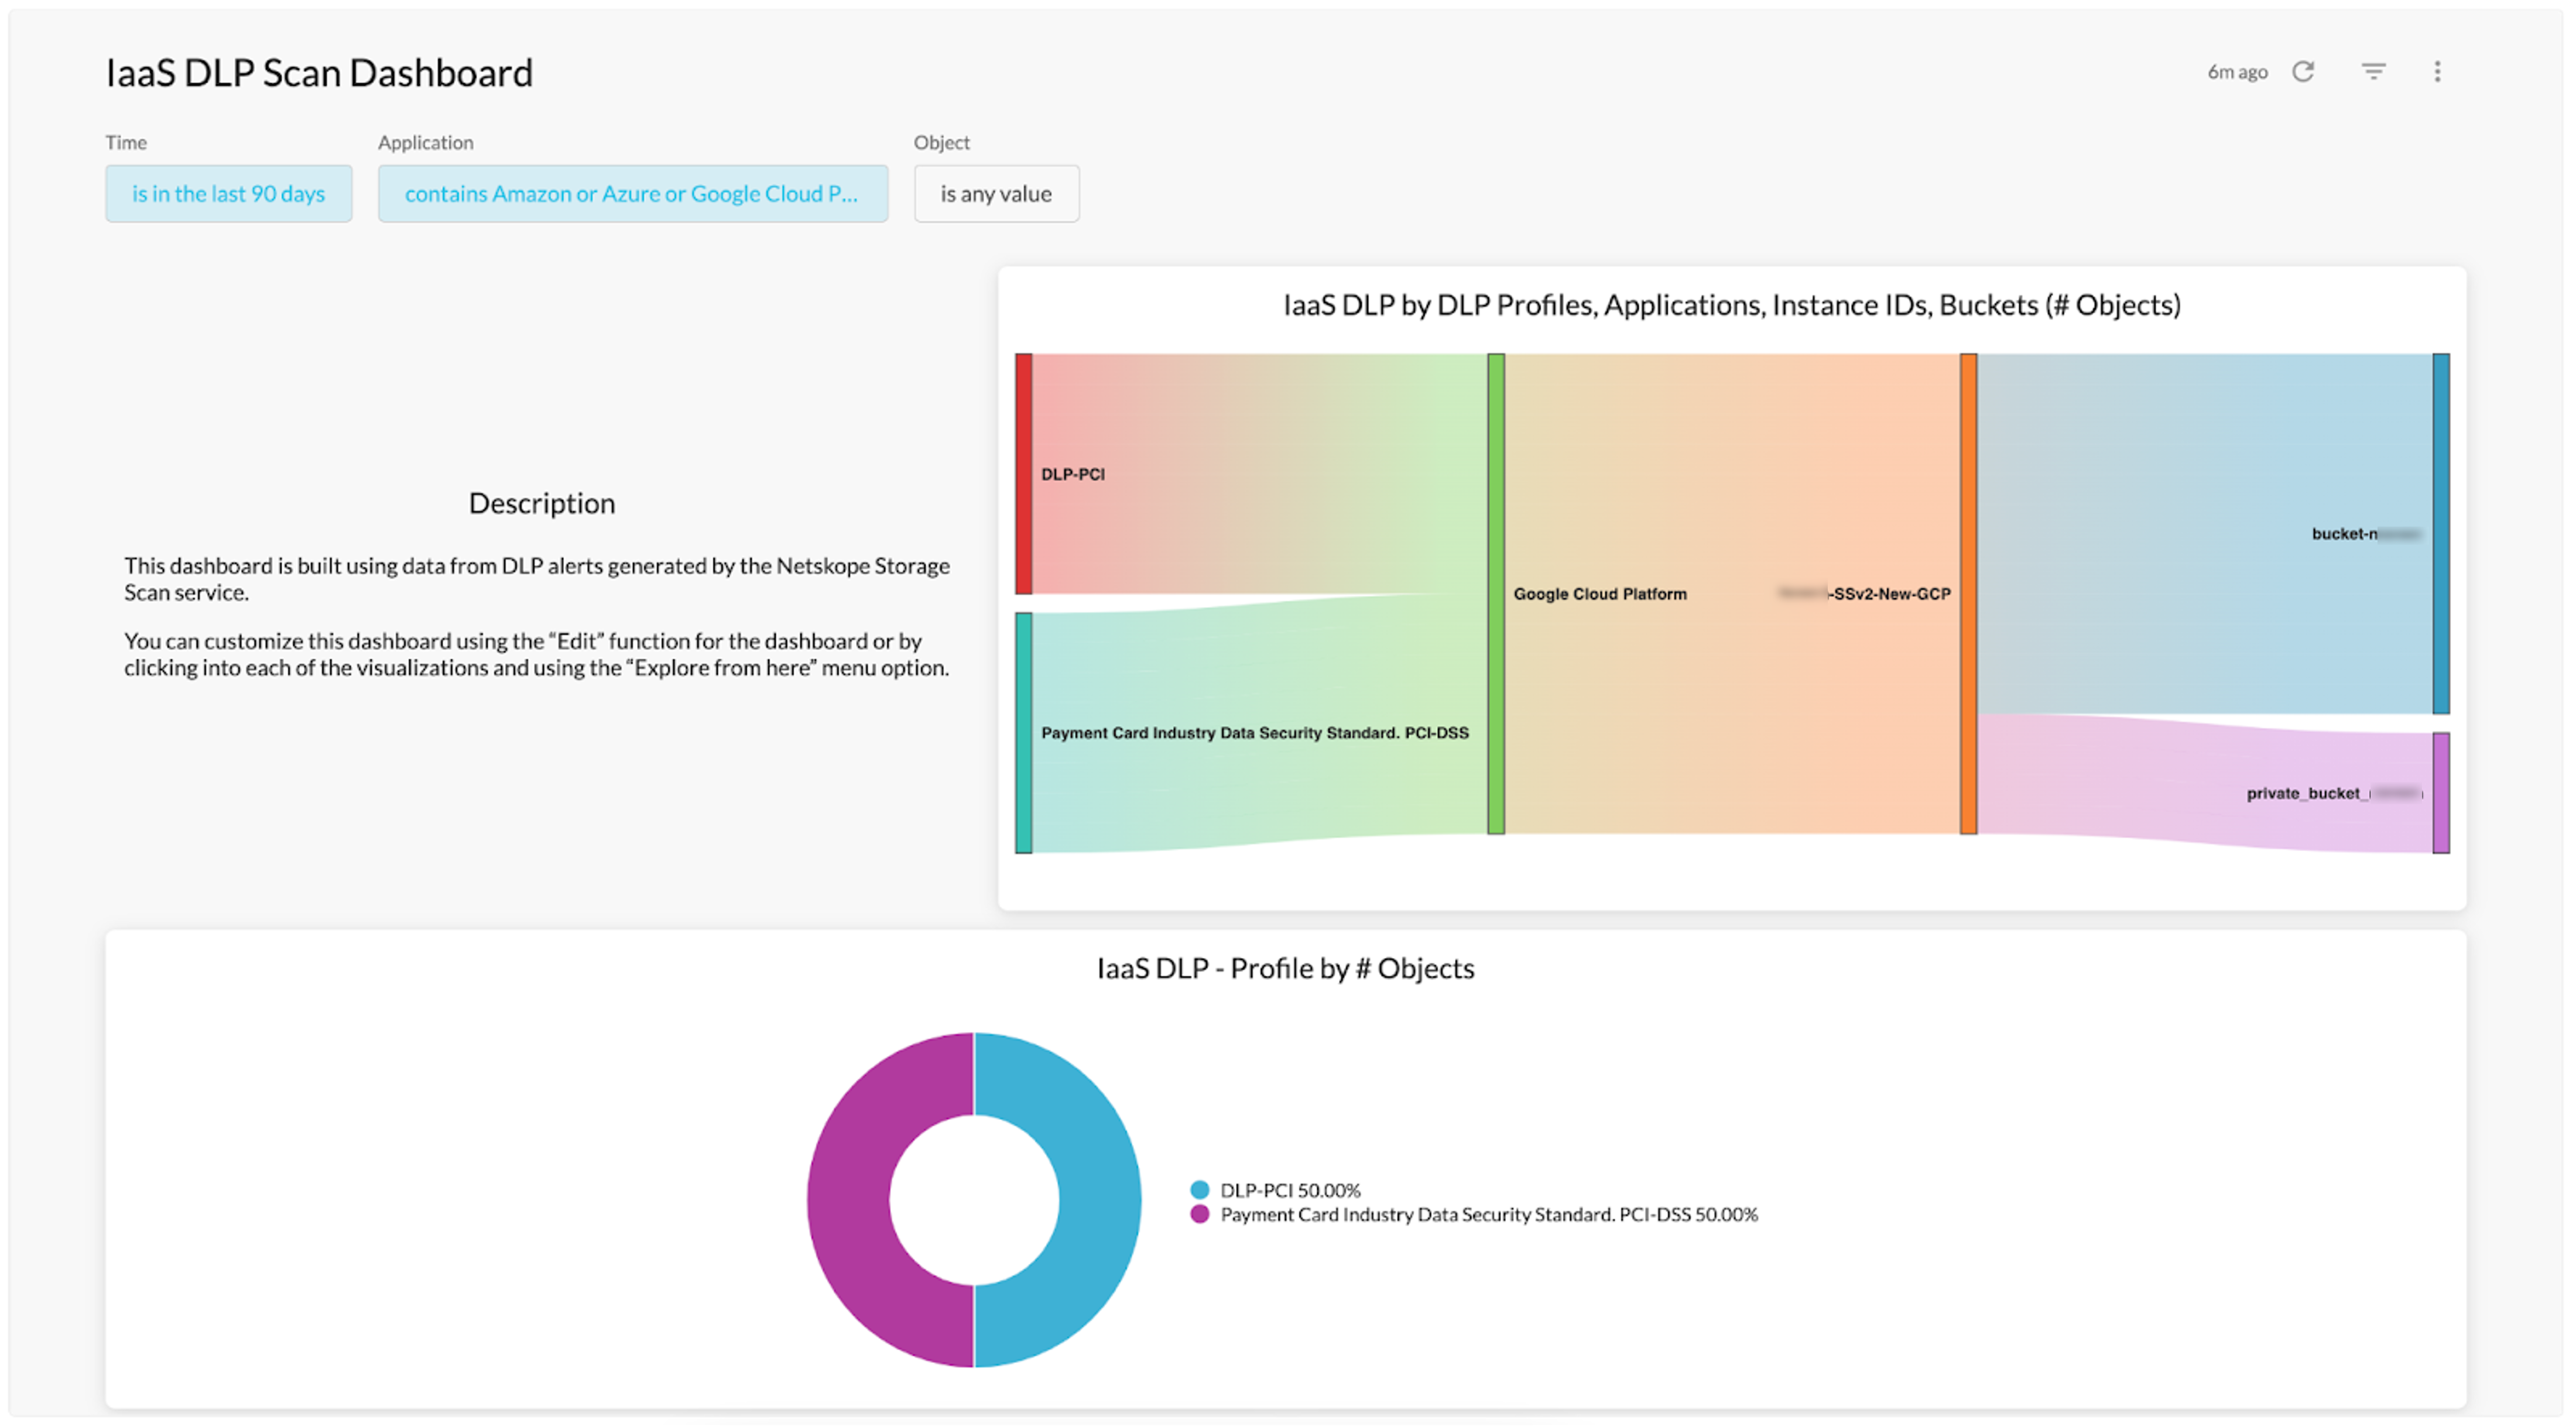 IaaS DLP Scan Dashboard
6m ago
Time
Application
Object
is in the last 90 days
contains Amazon or Azure or Google Cloud P...
is any value
Description
This dashboard is built using data from DLP alerts generated by the Netskope Storage
Scan service.
You can customize this dashboard using the “Edit” function for the dashboard or by
clicking into each of the visualizations and using the “Explore from here” menu option.
IaaS DLP by DLP Profiles, Applications, Instance IDs, Buckets (# Objects)
DLP-PCI
Payment Card Industry Data Security Standard. PCI-DSS
Google Cloud Platform
-SSv2-New-GCP
bucket-n
private_bucket_
IaaS DLP - Profile by # Objects
DLP-PCI 50.00%
Payment Card Industry Data Security Standard. PCI-DSS 50.00%